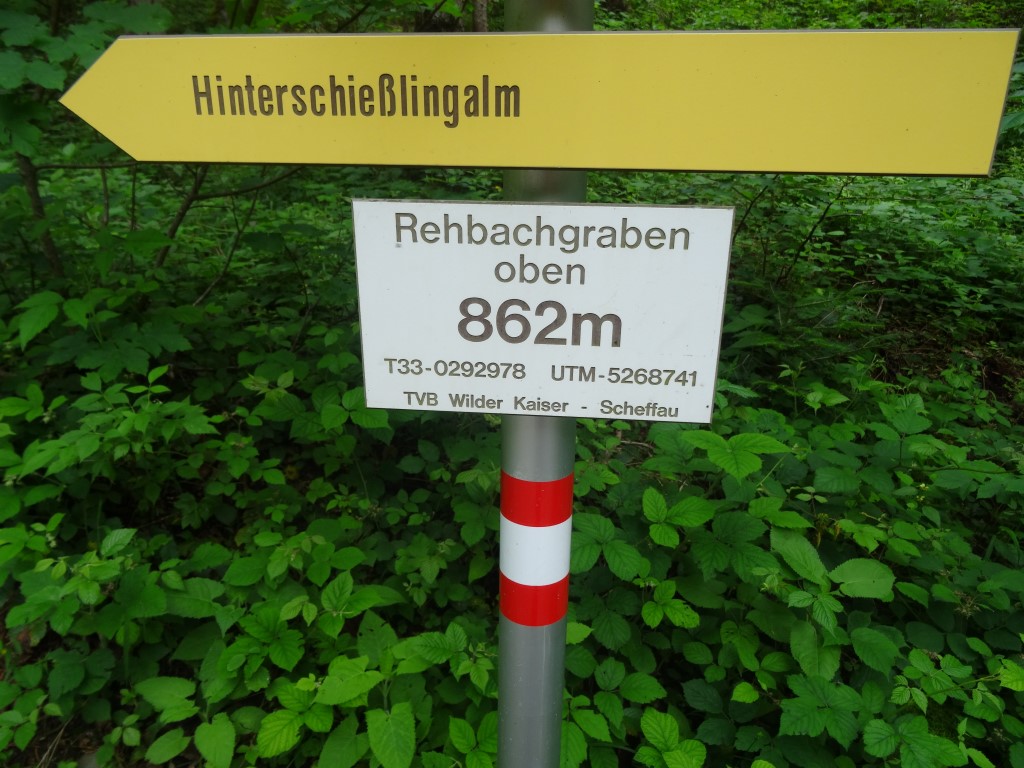 Hinterschießlingalm
Rehbachgraben
oben
862m
T33-0292978 UTM-5268741
TVB Wilder Kaiser - Scheffau